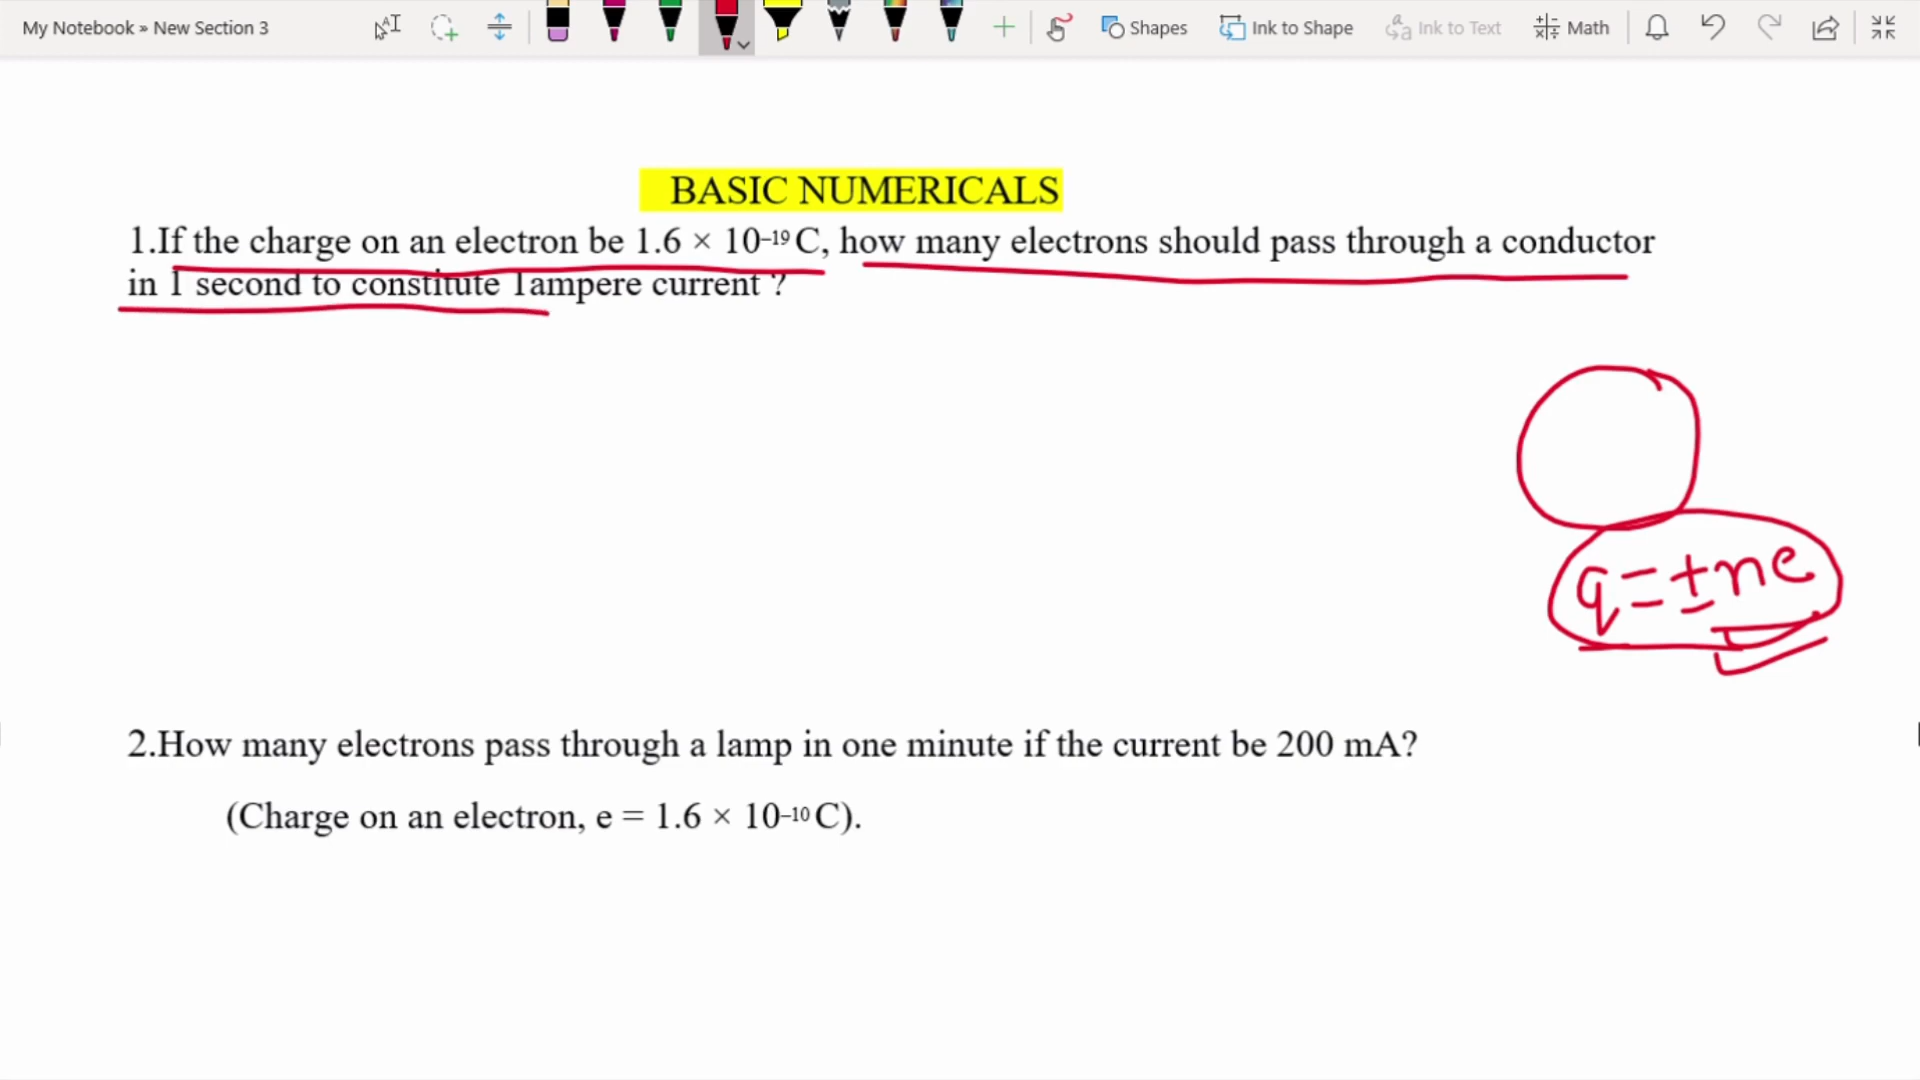 My Notebook » New Section 3
Shapes
Ink to Shape
Ink to Text
Math
BASIC NUMERICALS
1.If the charge on an electron be 1.6 × 10⁻¹⁹ C, how many electrons should pass through a conductor
in 1 second to constitute 1ampere current ?
q = ±ne
2.How many electrons pass through a lamp in one minute if the current be 200 mA?
(Charge on an electron, e = 1.6 × 10⁻¹⁰ C).